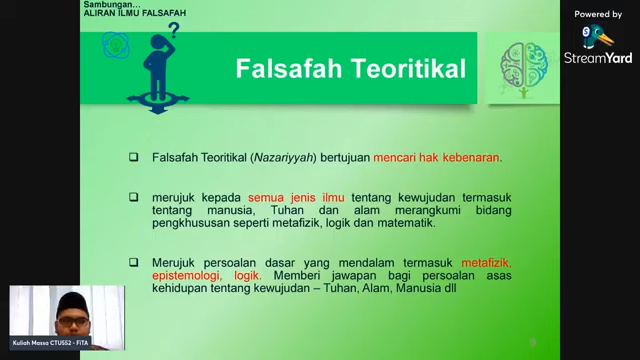 Sambungan…
ALIRAN ILMU FALSAFAH
Powered by
StreamYard
?
Falsafah Teoritikal
❑ Falsafah Teoritikal (Nazariyyah) bertujuan mencari hak kebenaran.
❑ merujuk kepada semua jenis ilmu tentang kewujudan termasuk
tentang manusia, Tuhan dan alam merangkumi bidang
pengkhususan seperti metafizik, logik dan matematik.
❑ Merujuk persoalan dasar yang mendalam termasuk metafizik,
epistemologi, logik. Memberi jawapan bagi persoalan asas
kehidupan tentang kewujudan – Tuhan, Alam, Manusia dll
Kuliah Massa CTU552 - FiTA